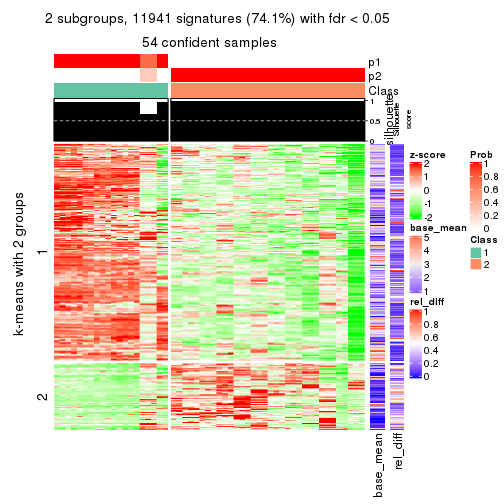 2 subgroups, 11941 signatures (74.1%) with fdr < 0.05
54 confident samples
p1
p2
Class
1
0.5
0
silhouette
Silhouette
score
k-means with 2 groups
1
2
base_mean
rel_diff
z-score
2
1
0
-1
-2
base_mean
5
4
3
2
1
rel_diff
1
0.8
0.6
0.4
0.2
0
Prob
1
0.8
0.6
0.4
0.2
0
Class
1
2